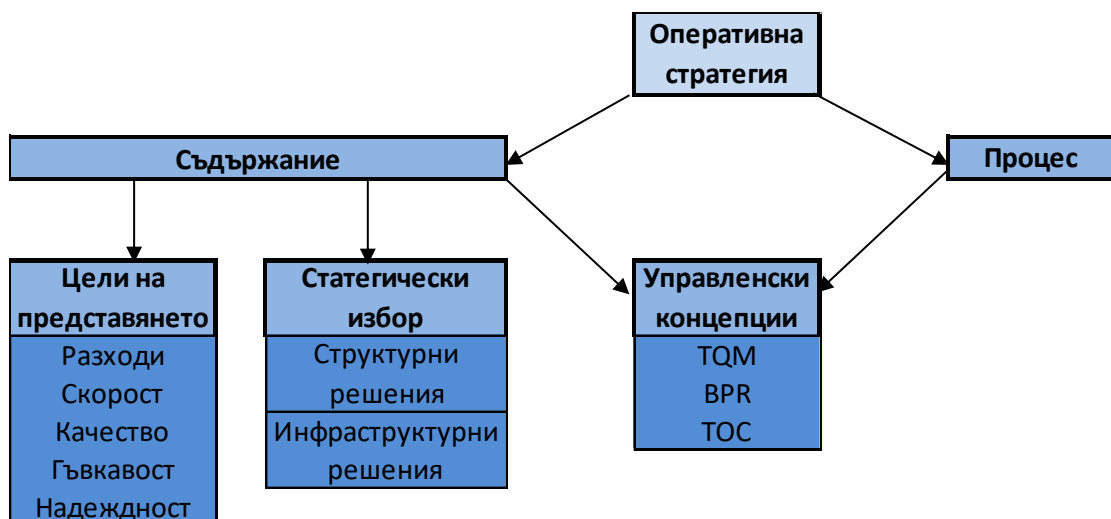 Оперативна
стратегия
Съдържание
Процес
Цели на
представянето
Разходи
Скорост
Качество
Гъвкавост
Надеждност
Статегически
избор
Структурни
решения
Инфраструктурни
решения
Управленски
концепции
TQM
BPR
TOC